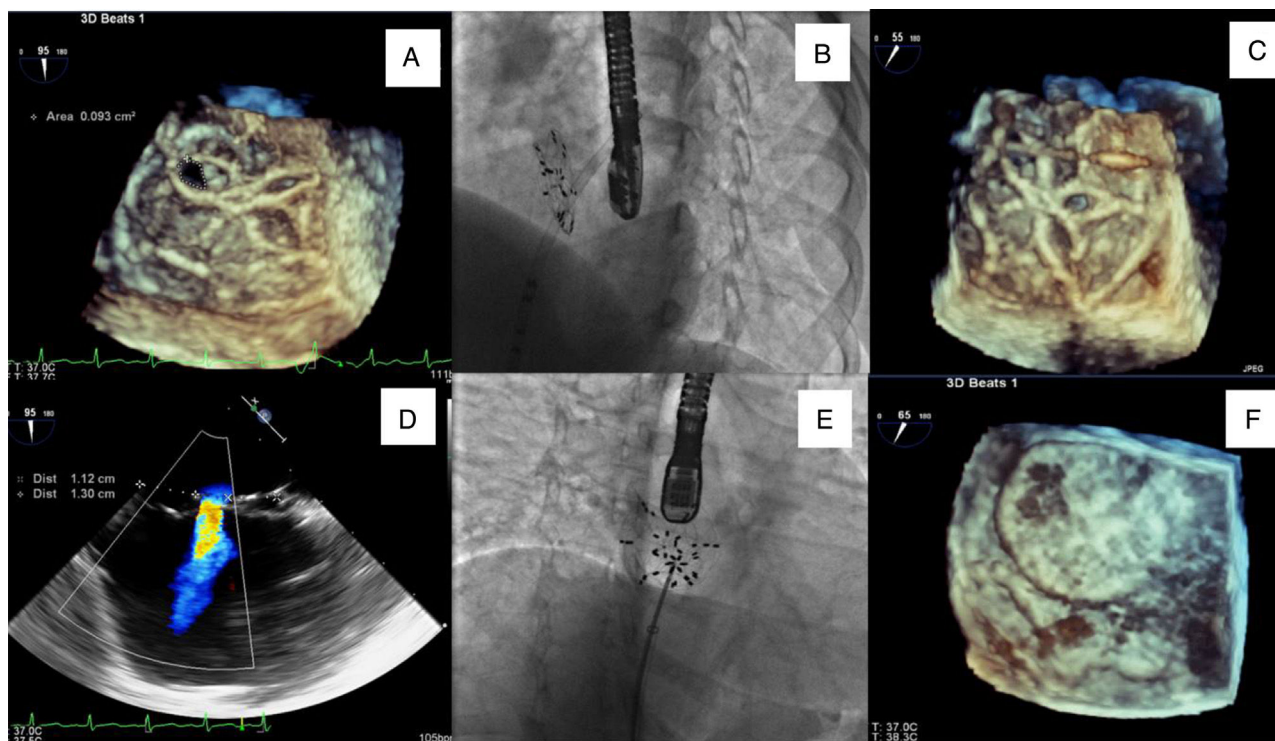 3D Beats 1
0 95 180
A
Area 0.093 cm²
T: 37.0C
T: 37.7C
B
0 55 180
C
JPEG
0 95 180
D
Dist 1.12 cm
Dist 1.30 cm
37.0C
E
3D Beats 1
0 65 180
F
T: 37.0C
T: 38.3C